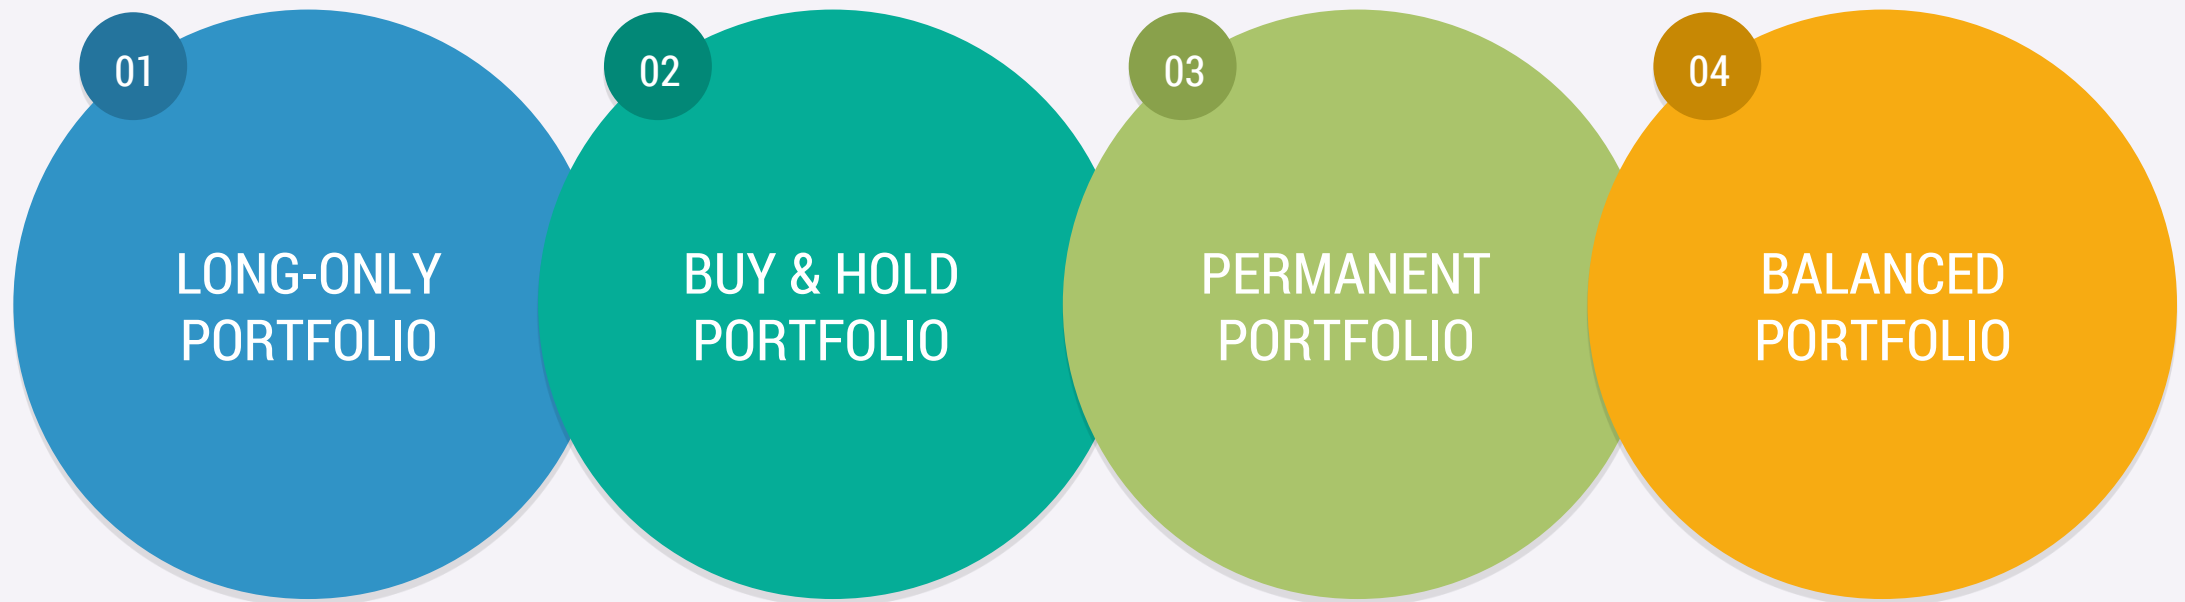 01
LONG-ONLY
PORTFOLIO
02
BUY & HOLD
PORTFOLIO
03
PERMANENT
PORTFOLIO
04
BALANCED
PORTFOLIO